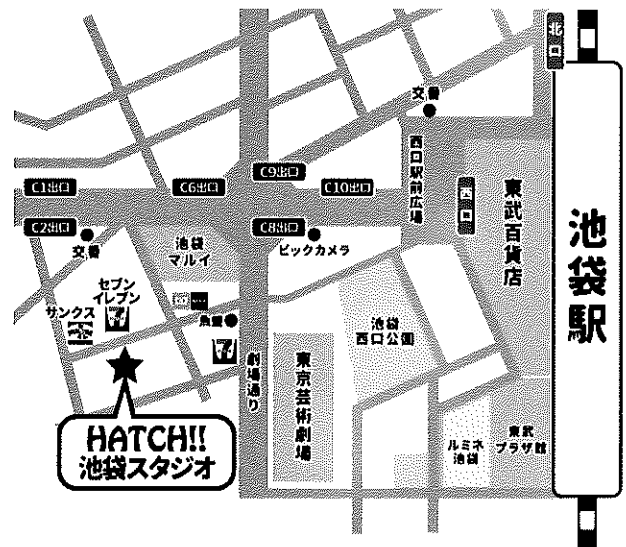 北口
交番
西口駅前広場
西口
東武百貨店
池袋駅
C9出口
C1出口
C6出口
C10出口
C2出口
C8出口
交番
池袋
マルイ
ビックカメラ
セブン
イレブン
サンクス
劇場通り
東京芸術劇場
池袋
西口公園
HATCH!!
池袋スタジオ
ルミネ
池袋
東武
プラザ館